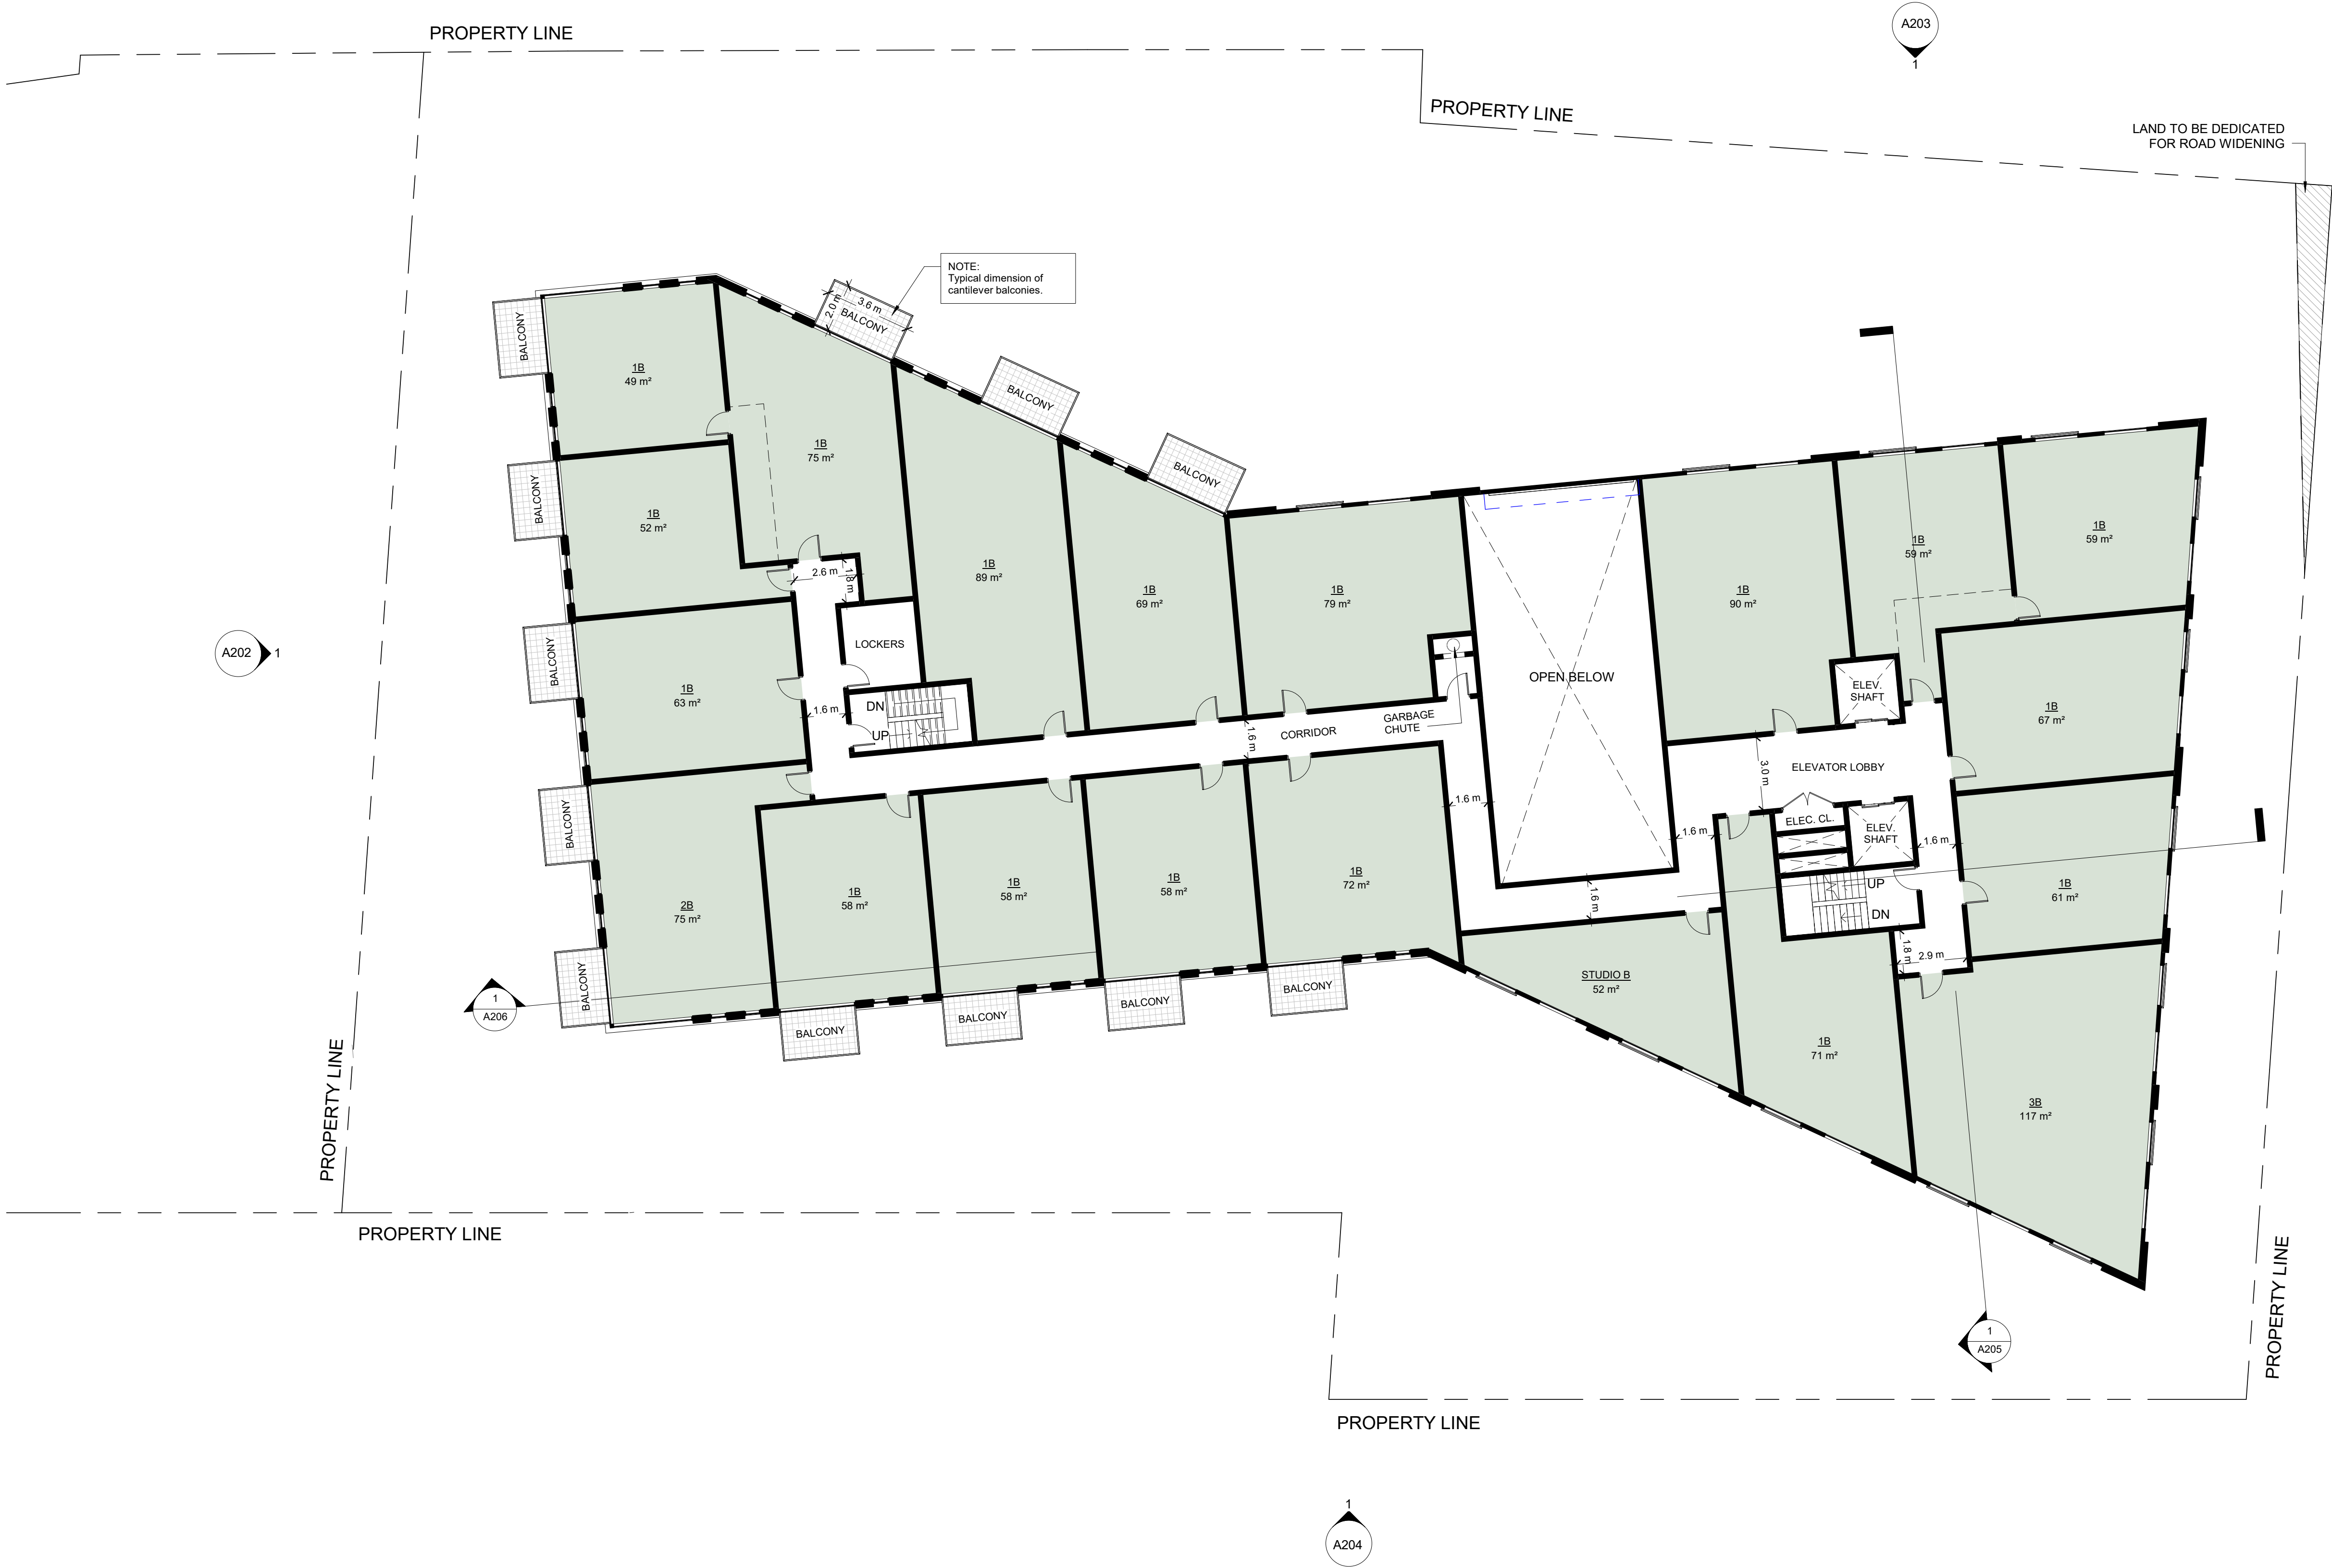 A203
1
PROPERTY LINE
PROPERTY LINE
LAND TO BE DEDICATED
FOR ROAD WIDENING
NOTE:
Typical dimension of
cantilever balconies.
2.0 m
3.6 m
BALCONY
BALCONY
BALCONY
BALCONY
1B
49 m²
1B
75 m²
BALCONY
1B
52 m²
1B
89 m²
1B
69 m²
1B
79 m²
1B
90 m²
1B
59 m²
1B
59 m²
2.6 m
1.8 m
A202
1
BALCONY
LOCKERS
1B
63 m²
OPEN BELOW
ELEV.
SHAFT
1B
67 m²
1.6 m
DN
UP
1.6 m
CORRIDOR
GARBAGE
CHUTE
3.0 m
ELEVATOR LOBBY
BALCONY
1.6 m
1.6 m
ELEC. CL.
ELEV.
SHAFT
1.6 m
2B
75 m²
1B
58 m²
1B
58 m²
1B
58 m²
1B
72 m²
1.6 m
UP
DN
1B
61 m²
1.8 m
2.9 m
BALCONY
STUDIO B
52 m²
1
A206
BALCONY
BALCONY
BALCONY
BALCONY
1B
71 m²
3B
117 m²
PROPERTY LINE
PROPERTY LINE
PROPERTY LINE
1
A205
PROPERTY LINE
1
A204